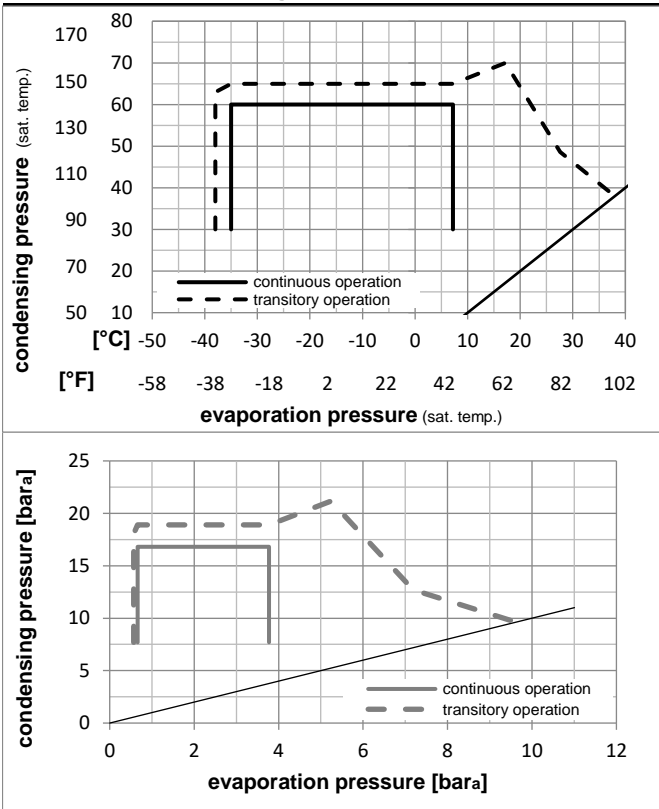 condensing pressure (sat. temp.)
170 80
70
150 60
130 50
110 40
90 30
70 20
50 10
continuous operation
transitory operation
[°C] -50 -40 -30 -20 -10 0 10 20 30 40
[°F] -58 -38 -18 2 22 42 62 82 102
evaporation pressure (sat. temp.)
condensing pressure [bara]
25
20
15
10
5
0
continuous operation
transitory operation
0 2 4 6 8 10 12
evaporation pressure [bara]